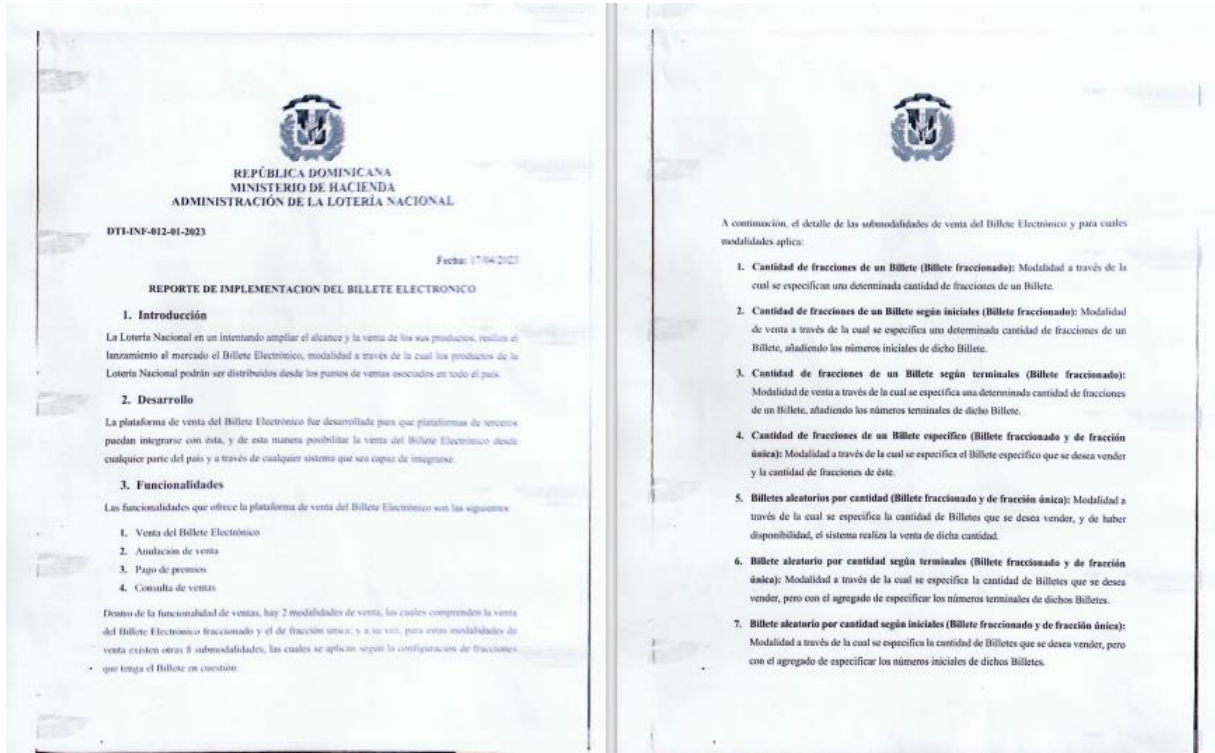 REPÚBLICA DOMINICANA
MINISTERIO DE HACIENDA
ADMINISTRACIÓN DE LA LOTERÍA NACIONAL
DTI-INF-012-01-2023
Fecha: 17/04/2023
REPORTE DE IMPLEMENTACION DEL BILLETE ELECTRONICO
1. Introducción
La Lotería Nacional en un intentando ampliar el alcance y la venta de los sus productos, realiza el
lanzamiento al mercado el Billete Electrónico, modalidad a través de la cual los productos de la
Lotería Nacional podrán ser distribuidos desde los puntos de ventas asociados en todo el país.
2. Desarrollo
La plataforma de venta del Billete Electrónico fue desarrollada para que plataformas de terceros
puedan integrarse con ésta, y de esta manera posibilitar la venta del Billete Electrónico desde
cualquier parte del país y a través de cualquier sistema que sea capaz de integrarse.
3. Funcionalidades
Las funcionalidades que ofrece la plataforma de venta del Billete Electrónico son las siguientes
1. Venta del Billete Electrónico
2. Anulación de venta
3. Pago de premios
4. Consulta de ventas
Dentro de la funcionalidad de ventas, hay 2 modalidades de venta, las cuales comprenden la venta
del Billete Electrónico fraccionado y el de fracción única; y a su vez, para estas modalidades de
venta existen otras 8 submodalidades, las cuales se aplican según la configuración de fracciones
que tenga el Billete en cuestión.
A continuación, el detalle de las submodalidades de venta del Billete Electrónico y para cuales
modalidades aplica:
1. Cantidad de fracciones de un Billete (Billete fraccionado): Modalidad a través de la
cual se especifican una determinada cantidad de fracciones de un Billete.
2. Cantidad de fracciones de un Billete según iniciales (Billete fraccionado): Modalidad
de venta a través de la cual se especifica una determinada cantidad de fracciones de un
Billete, añadiendo los números iniciales de dicho Billete.
3. Cantidad de fracciones de un Billete según terminales (Billete fraccionado):
Modalidad de venta a través de la cual se especifica una determinada cantidad de fracciones
de un Billete, añadiendo los números terminales de dicho Billete.
4. Cantidad de fracciones de un Billete específico (Billete fraccionado y de fracción
única): Modalidad a través de la cual se especifica el Billete específico que se desea vender
y la cantidad de fracciones de éste.
5. Billetes aleatorios por cantidad (Billete fraccionado y de fracción única): Modalidad a
través de la cual se especifica la cantidad de Billetes que se desea vender, y de haber
disponibilidad, el sistema realiza la venta de dicha cantidad.
6. Billete aleatorio por cantidad según terminales (Billete fraccionado y de fracción
única): Modalidad a través de la cual se especifica la cantidad de Billetes que se desea
vender, pero con el agregado de especificar los números terminales de dichos Billetes.
7. Billete aleatorio por cantidad según iniciales (Billete fraccionado y de fracción única):
Modalidad a través de la cual se especifica la cantidad de Billetes que se desea vender, pero
con el agregado de especificar los números iniciales de dichos Billetes.